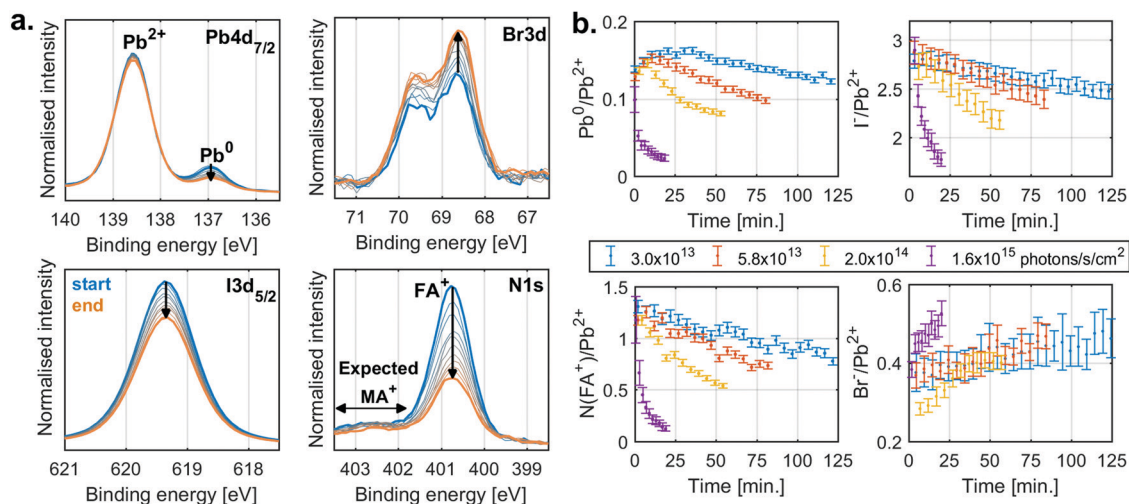 a.
Pb²⁺
Pb4d₇/₂
Pb⁰
Normalised intensity
140 139 138 137 136
Binding energy [eV]
Br3d
Normalised intensity
71 70 69 68 67
Binding energy [eV]
start
end
I3d₅/₂
Normalised intensity
621 620 619 618
Binding energy [eV]
FA⁺
N1s
Expected
MA⁺
Normalised intensity
403 402 401 400 399
Binding energy [eV]
b.
Pb⁰/Pb²⁺
0.2
0.1
0
0 25 50 75 100 125
Time [min.]
I⁻/Pb²⁺
3
2.5
2
1.5
0 25 50 75 100 125
Time [min.]
3.0x10¹³ 5.8x10¹³ 2.0x10¹⁴ 1.6x10¹⁵ photons/s/cm²
N(FA⁺)/Pb²⁺
1.5
1
0.5
0
0 25 50 75 100 125
Time [min.]
Br⁻/Pb²⁺
0.6
0.4
0.2
0 25 50 75 100 125
Time [min.]